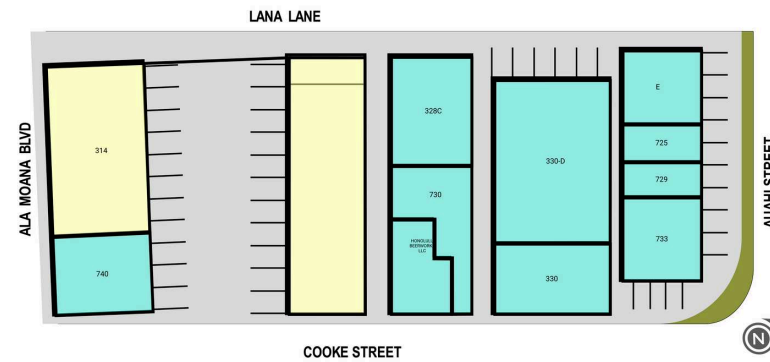 LANA LANE
ALA MOANA BLVD
314
740
328C
730
HONOLULU
BEERWORKS
LLC
330-D
330
E
725
729
733
AUAHI STREET
COOKE STREET
N